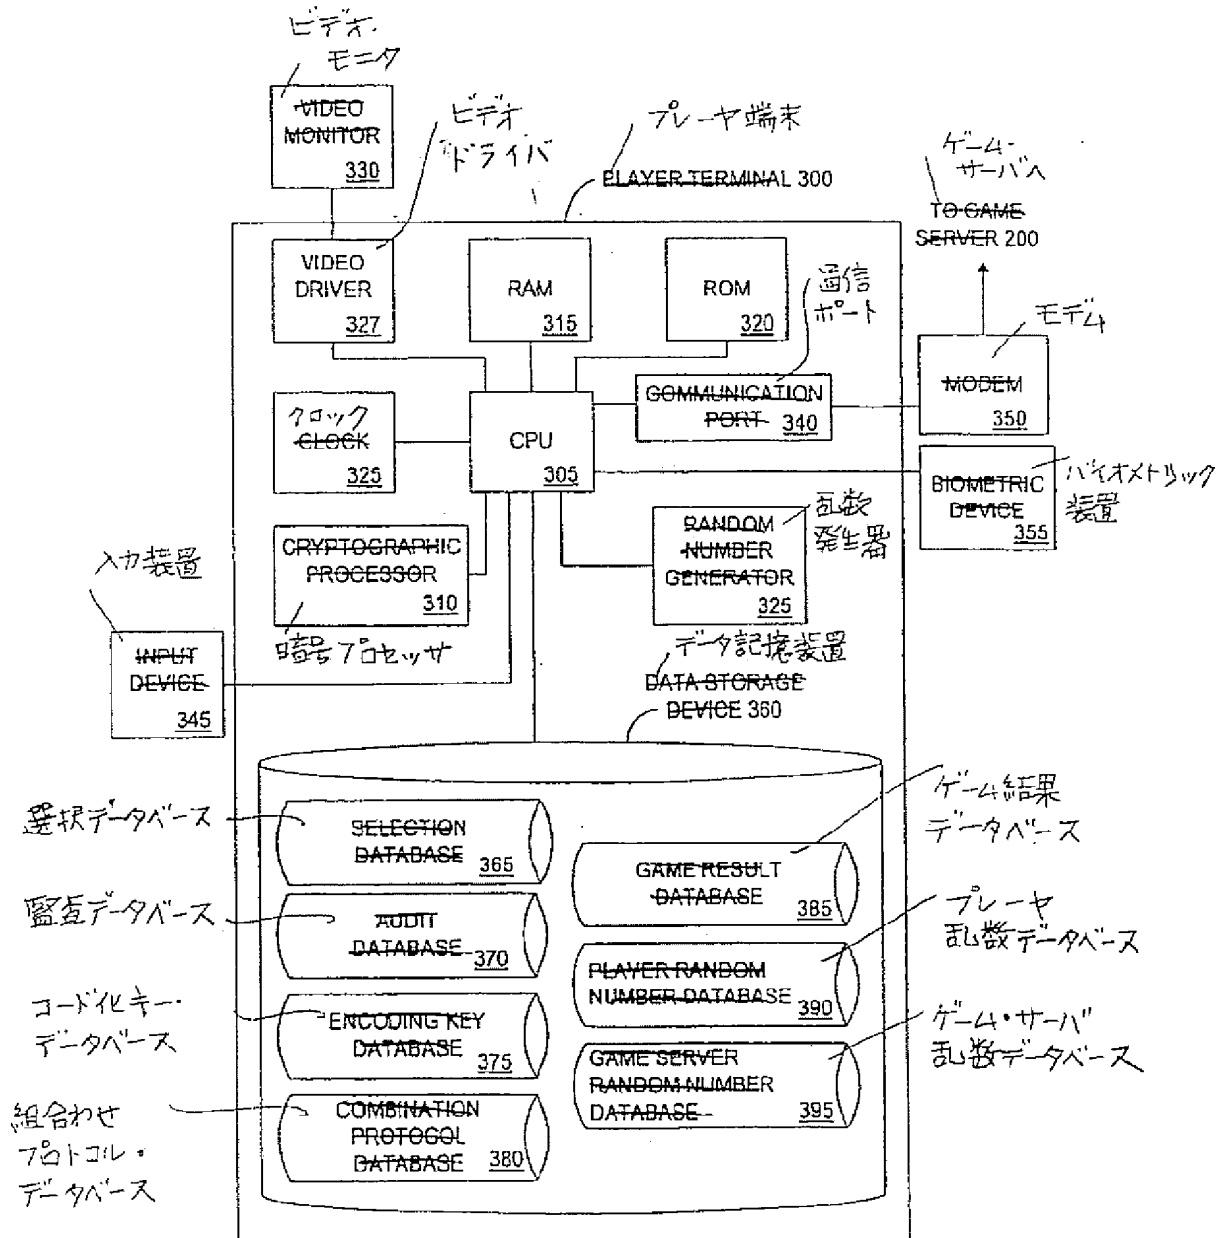 ビデオ・
モニタ
VIDEO
MONITOR
330
ビデオ
ドライバ
プレーヤ端末
PLAYER TERMINAL 300
ゲーム・
サーバへ
TO GAME
SERVER 200
VIDEO
DRIVER
327
RAM
315
ROM
320
通信
ポート
モデム
MODEM
350
COMMUNICATION
PORT 340
クロック
CLOCK
325
CPU
305
バイオメトリック
装置
BIOMETRIC
DEVICE
355
CRYPTOGRAPHIC
PROCESSOR
310
暗号プロセッサ
乱数
発生器
RANDOM
NUMBER
GENERATOR
325
入力装置
INPUT
DEVICE
345
データ記憶装置
DATA STORAGE
DEVICE 360
選択データベース
SELECTION
DATABASE 365
監査データベース
AUDIT
DATABASE 370
コード化キー・
データベース
ENCODING KEY
DATABASE 375
組合わせ
プロトコル・
データベース
COMBINATION
PROTOCOL
DATABASE 380
ゲーム結果
データベース
GAME RESULT
DATABASE 385
プレーヤ
乱数データベース
PLAYER RANDOM
NUMBER DATABASE 390
ゲーム・サーバ
乱数データベース
GAME SERVER
RANDOM NUMBER
DATABASE 395